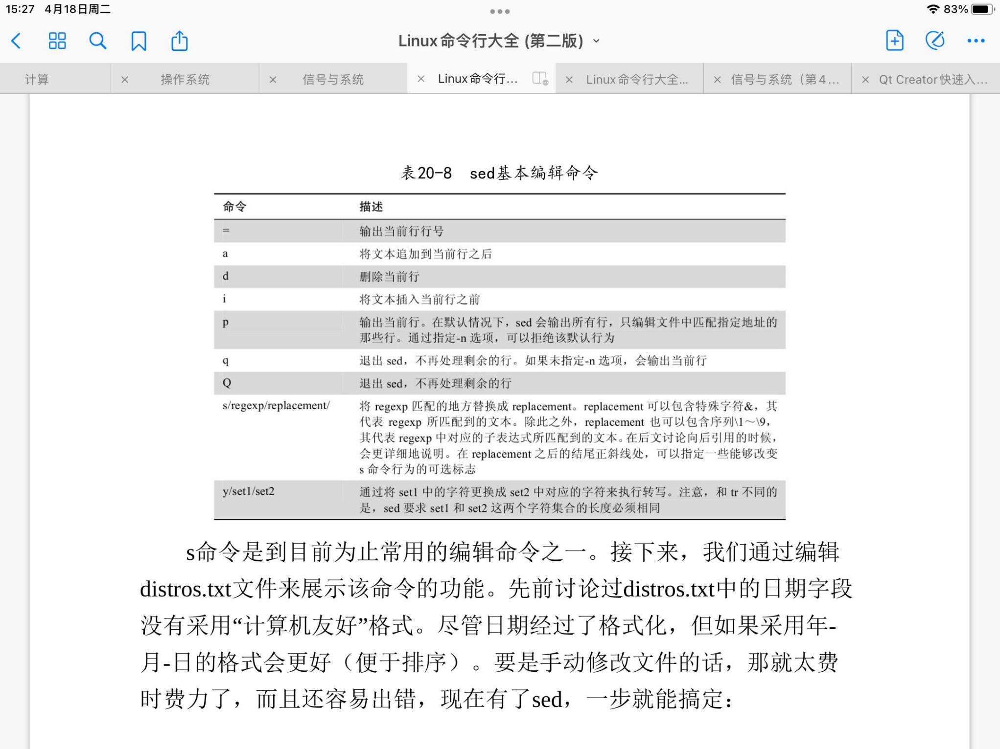 15:27 4月18日周二
83%
Linux命令行大全 (第二版)
计算
操作系统
信号与系统
Linux命令行...
Linux命令行大全...
信号与系统（第4...
Qt Creator快速入...
表20-8 sed基本编辑命令
命令 描述
= 输出当前行行号
a 将文本追加到当前行之后
d 删除当前行
i 将文本插入当前行之前
p 输出当前行。在默认情况下，sed 会输出所有行，只编辑文件中匹配指定地址的
那些行。通过指定-n 选项，可以拒绝该默认行为
q 退出 sed，不再处理剩余的行。如果未指定-n 选项，会输出当前行
Q 退出 sed，不再处理剩余的行
s/regexp/replacement/ 将 regexp 匹配的地方替换成 replacement。replacement 可以包含特殊字符&，其
代表 regexp 所匹配到的文本。除此之外，replacement 也可以包含序列\1～\9，
其代表 regexp 中对应的子表达式所匹配到的文本。在后文讨论向后引用的时候，
会更详细地说明。在 replacement 之后的结尾正斜线处，可以指定一些能够改变
s 命令行为的可选标志
y/set1/set2 通过将 set1 中的字符更换成 set2 中对应的字符来执行转写。注意，和 tr 不同的
是，sed 要求 set1 和 set2 这两个字符集合的长度必须相同
s命令是到目前为止常用的编辑命令之一。接下来，我们通过编辑
distros.txt文件来展示该命令的功能。先前讨论过distros.txt中的日期字段
没有采用“计算机友好”格式。尽管日期经过了格式化，但如果采用年-
月-日的格式会更好（便于排序）。要是手动修改文件的话，那就太费
时费力了，而且还容易出错，现在有了sed，一步就能搞定：